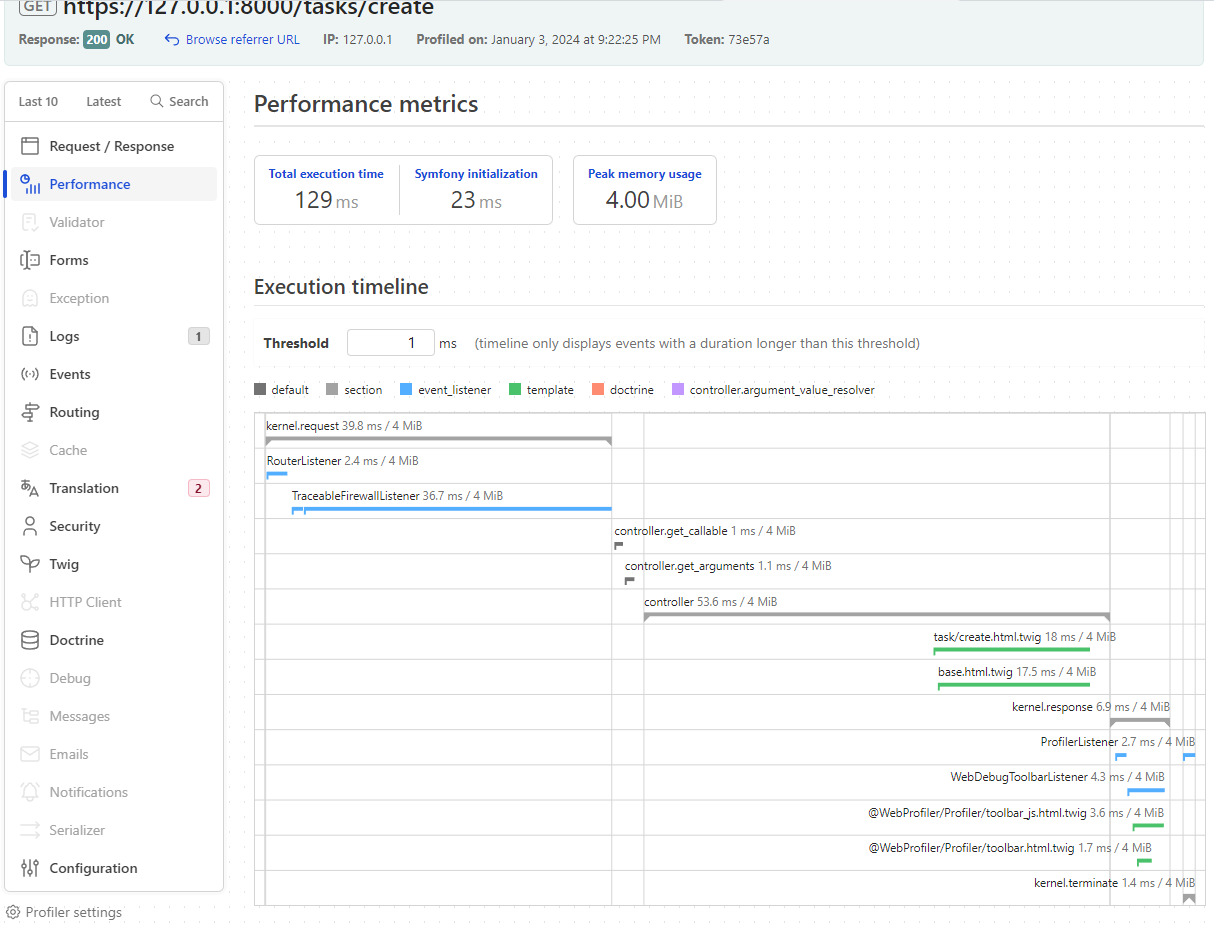 GET https://127.0.0.1:8000/tasks/create
Response: 200 OK Browse referrer URL IP: 127.0.0.1 Profiled on: January 3, 2024 at 9:22:25 PM Token: 73e57a
Last 10 Latest Search
Request / Response
Performance
Validator
Forms
Exception
Logs 1
Events
Routing
Cache
Translation 2
Security
Twig
HTTP Client
Doctrine
Debug
Messages
Emails
Notifications
Serializer
Configuration
Profiler settings
Performance metrics
Total execution time Symfony initialization Peak memory usage
129 ms 23 ms 4.00 MiB
Execution timeline
Threshold 1 ms (timeline only displays events with a duration longer than this threshold)
default section event_listener template doctrine controller.argument_value_resolver
kernel.request 39.8 ms / 4 MiB
RouterListener 2.4 ms / 4 MiB
TraceableFirewallListener 36.7 ms / 4 MiB
controller.get_callable 1 ms / 4 MiB
controller.get_arguments 1.1 ms / 4 MiB
controller 53.6 ms / 4 MiB
task/create.html.twig 18 ms / 4 MiB
base.html.twig 17.5 ms / 4 MiB
kernel.response 6.9 ms / 4 MiB
ProfilerListener 2.7 ms / 4 MiB
WebDebugToolbarListener 4.3 ms / 4 MiB
@WebProfiler/Profiler/toolbar_js.html.twig 3.6 ms / 4 MiB
@WebProfiler/Profiler/toolbar.html.twig 1.7 ms / 4 MiB
kernel.terminate 1.4 ms / 4 MiB